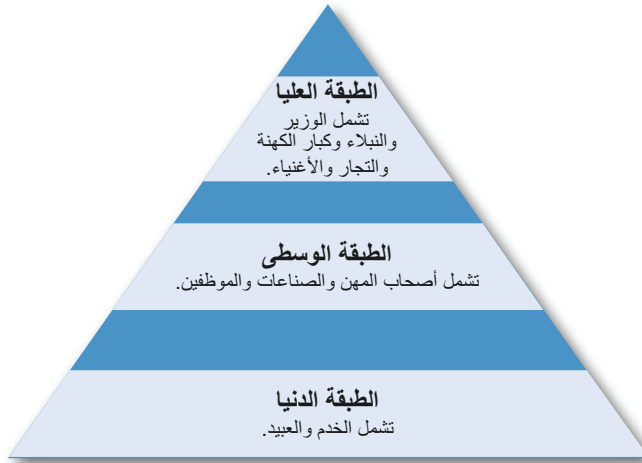 الطبقة العليا
تشمل الوزير
والنبلاء وكبار الكهنة
والتجار والأغنياء.
الطبقة الوسطى
تشمل أصحاب المهن والصناعات والموظفين.
الطبقة الدنيا
تشمل الخدم والعبيد.